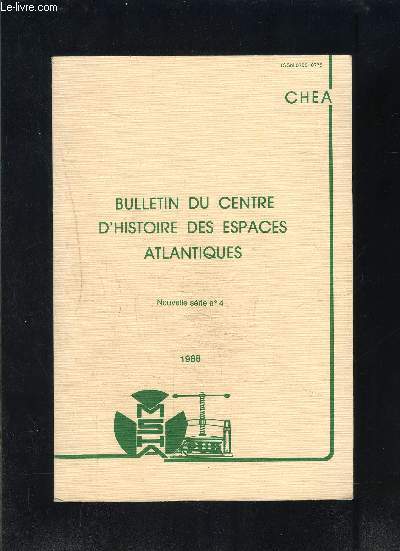 Le-livre.com
CHEA
BULLETIN DU CENTRE
D'HISTOIRE DES ESPACES
ATLANTIQUES
Nouvelle série n° 4
1988
MSHA